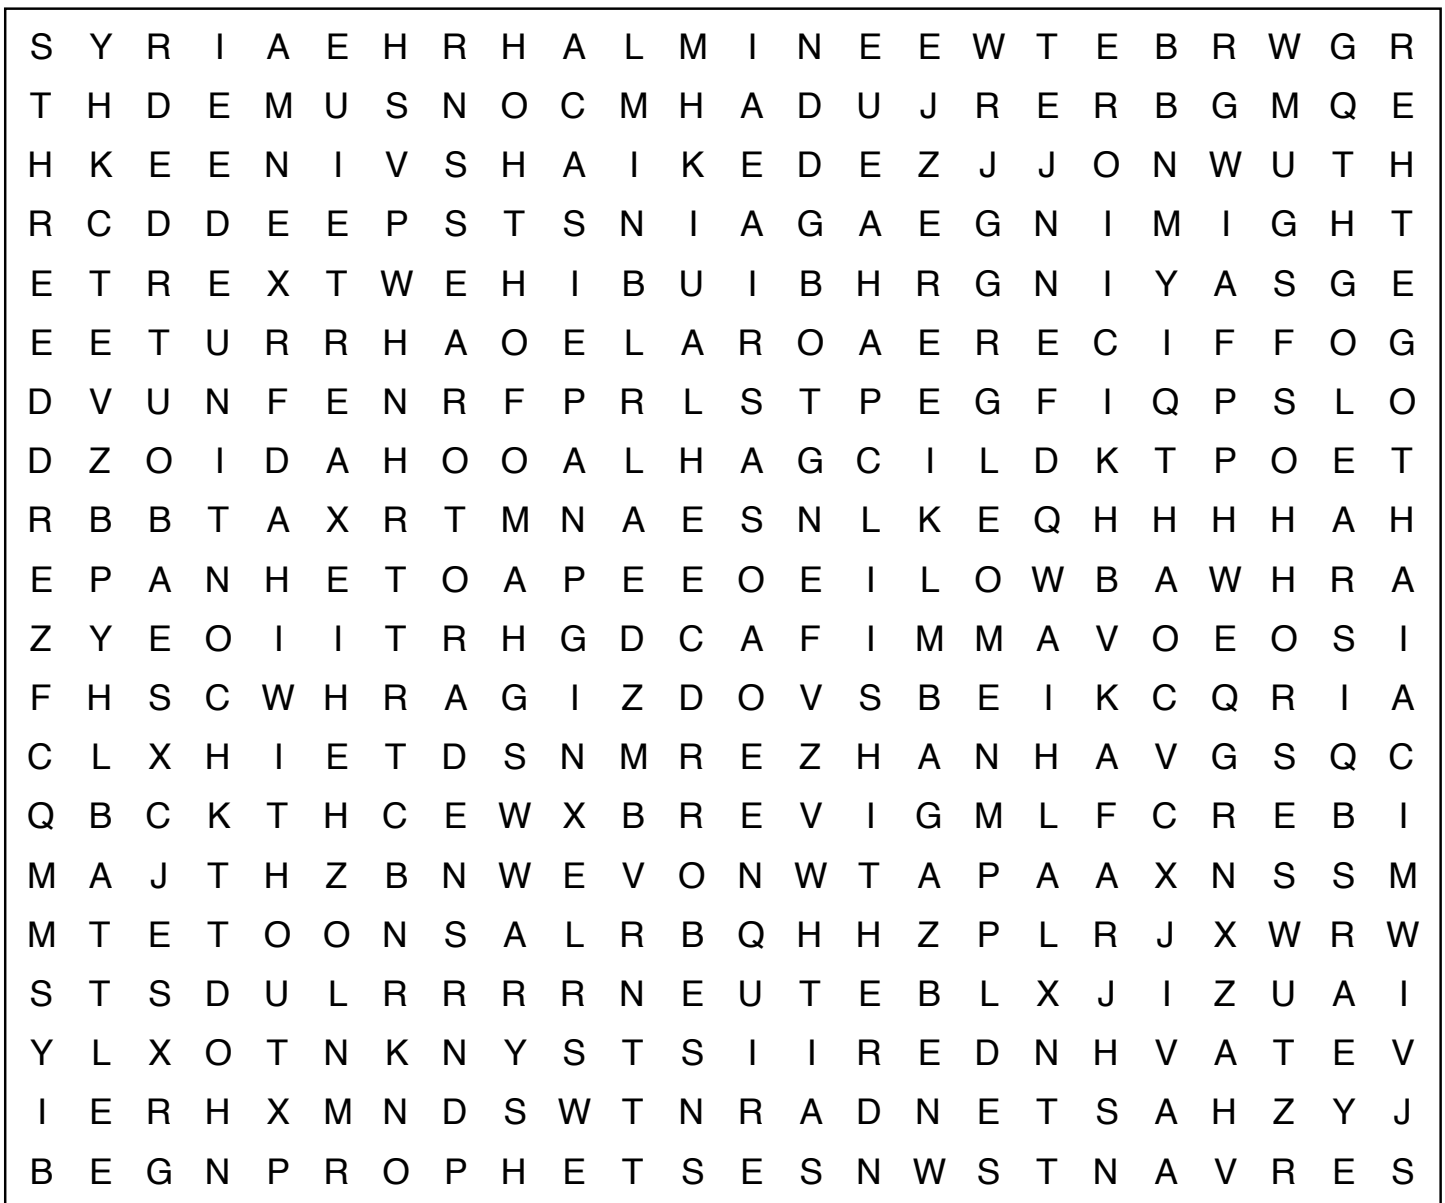 S Y R I A E H R H A L M I N E E W T E B R W G R
T H D E M U S N O C M H A D U J R E R B G M Q E
H K E E N I V S H A I K E D E Z J J O N W U T H
R C D D E E P S T S N I A G A E G N I M I G H T
E T R E X T W E H I B U I B H R G N I Y A S G E
E E T U R R H A O E L A R O A E R E C I F F O G
D V U N F E N R F P R L S T P E G F I Q P S L O
D Z O I D A H O O A L H A G C I L D K T P O E T
R B B T A X R T M N A E S N L K E Q H H H H A H
E P A N H E T O A P E E O E I L O W B A W H R A
Z Y E O I I T R H G D C A F I M M A V O E O S I
F H S C W H R A G I Z D O V S B E I K C Q R I A
C L X H I E T D S N M R E Z H A N H A V G S Q C
Q B C K T H C E W X B R E V I G M L F C R E B I
M A J T H Z B N W E V O N W T A P A A X N S S M
M T E T O O N S A L R B Q H H Z P L R J X W R W
S T S D U L R R R R N E U T E B L X J I Z U A I
Y L X O T N K N Y S T S I I R E D N H V A T E V
I E R H X M N D S W T N R A D N E T S A H Z Y J
B E G N P R O P H E T S E S N W S T N A V R E S